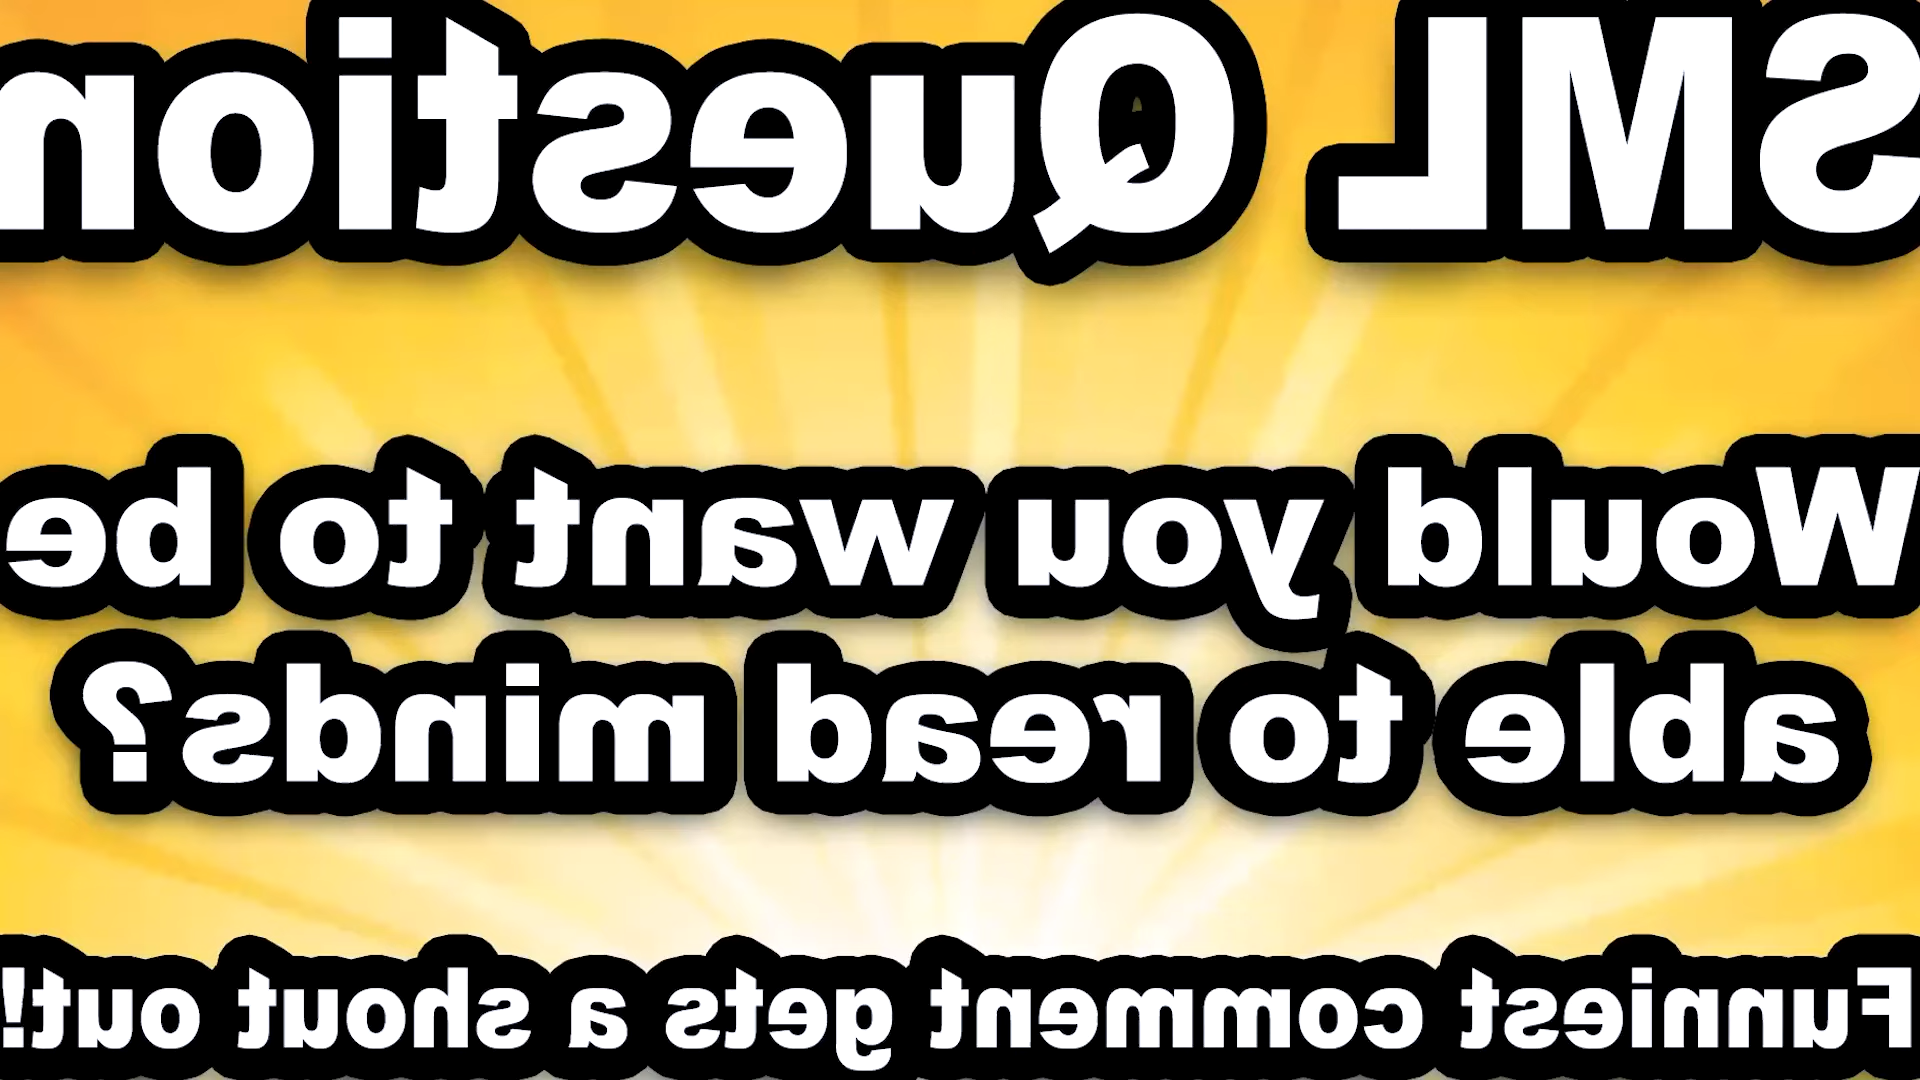 SML Question
Would you want to be
able to read minds?
Funniest comment gets a shout out!